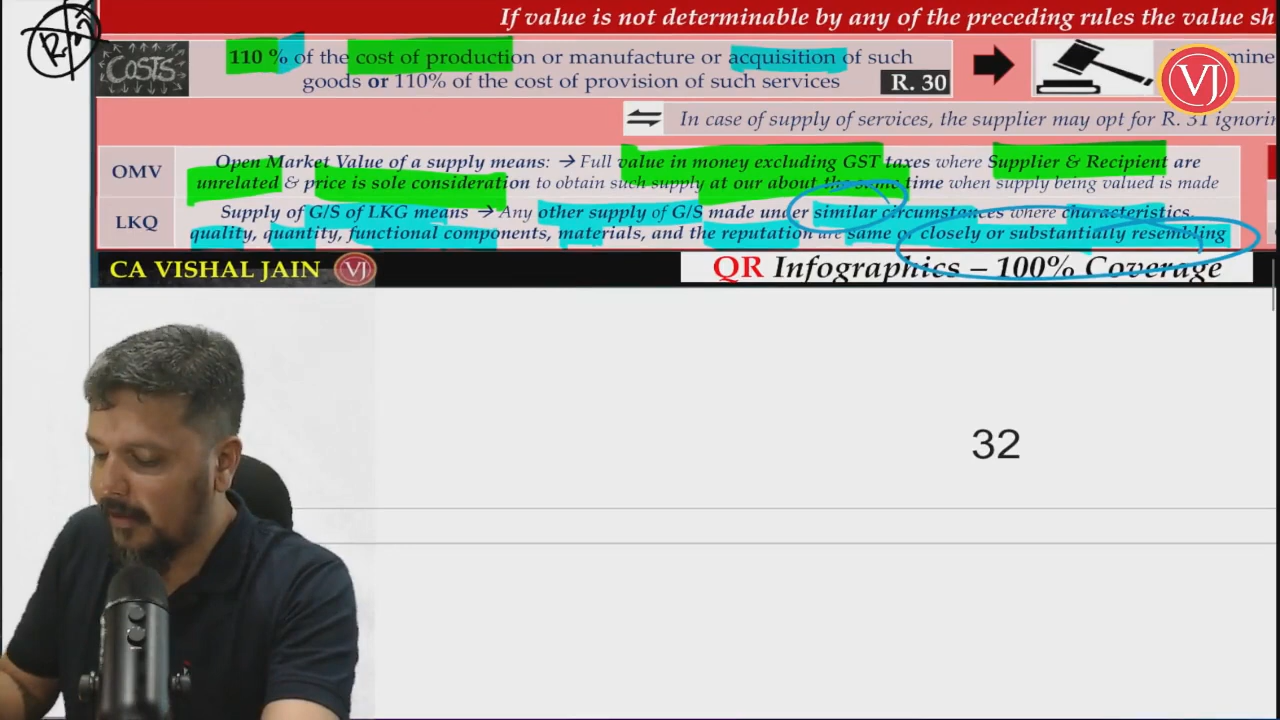 If value is not determinable by any of the preceding rules the value sh
COSTS
110 % of the cost of production or manufacture or acquisition of such
goods or 110% of the cost of provision of such services
R. 30
mine
VJ
In case of supply of services, the supplier may opt for R. 31 ignorin
OMV
Open Market Value of a supply means: → Full value in money excluding GST taxes where Supplier & Recipient are
unrelated & price is sole consideration to obtain such supply at our about the same time when supply being valued is made
LKQ
Supply of G/S of LKG means → Any other supply of G/S made under similar circumstances where characteristics,
quality, quantity, functional components, materials, and the reputation are same or closely or substantially resembling
CA VISHAL JAIN VJ
QR Infographics – 100% Coverage
32